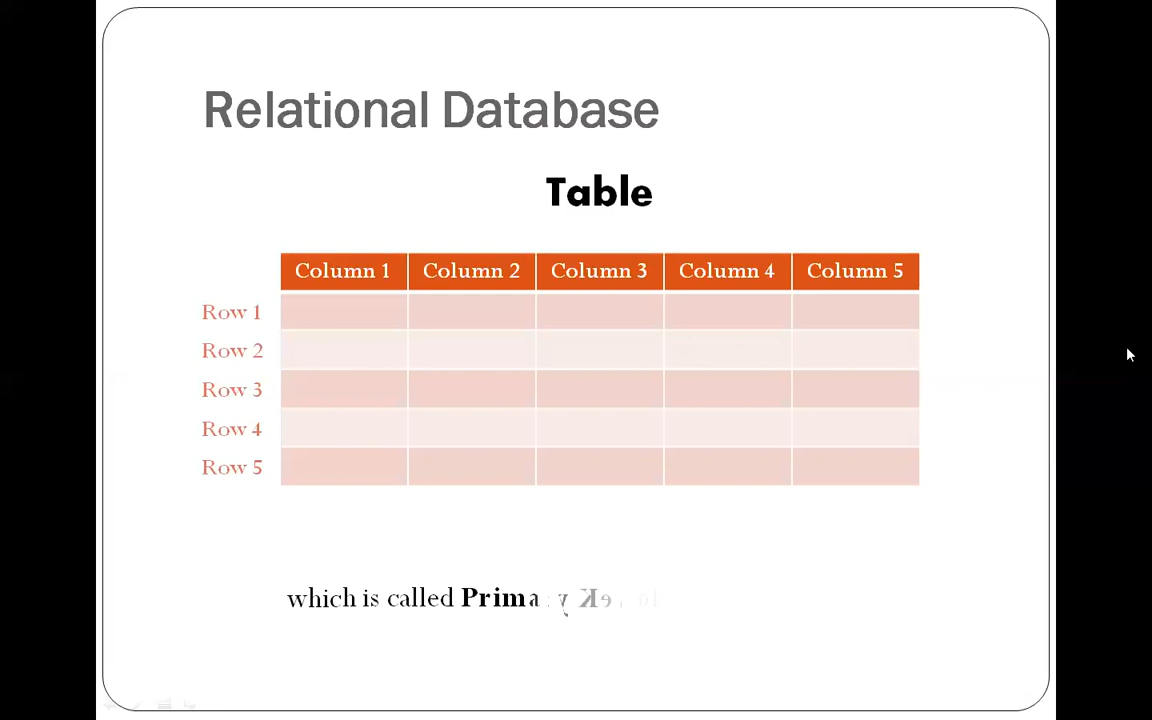 Relational Database
Table
Column 1 Column 2 Column 3 Column 4 Column 5
Row 1
Row 2
Row 3
Row 4
Row 5
which is called